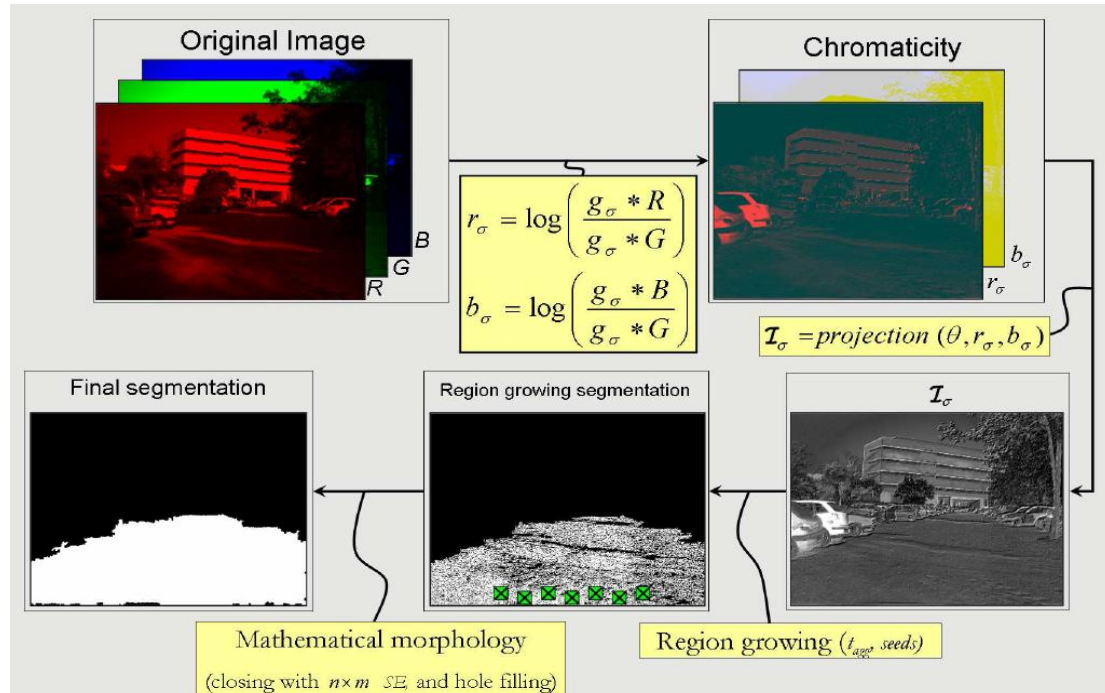 Original Image
B
G
R
r_σ = log( g_σ * R / g_σ * G )
b_σ = log( g_σ * B / g_σ * G )
Chromaticity
b_σ
r_σ
𝓘_σ = projection (θ, r_σ, b_σ)
𝓘_σ
Region growing (t_agg, seeds)
Region growing segmentation
Mathematical morphology
(closing with n×m SE, and hole filling)
Final segmentation